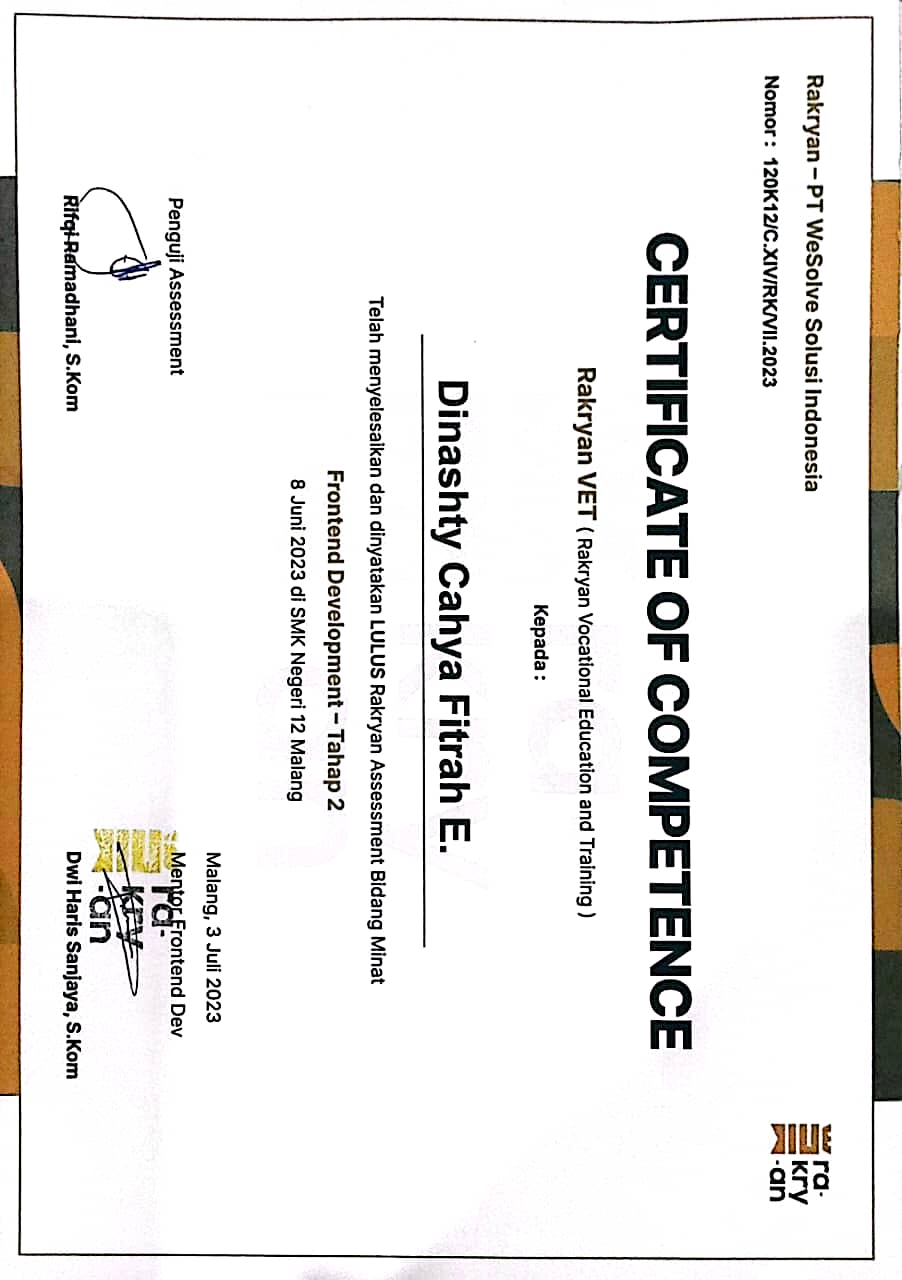 Rakryan – PT WeSolve Solusi Indonesia
Nomor : 120K12/C.XIV/RK/VII.2023
ra-
kry
-an
CERTIFICATE OF COMPETENCE
Rakryan VET ( Rakryan Vocational Education and Training )
Kepada :
Dinashty Cahya Fitrah E.
Telah menyelesaikan dan dinyatakan LULUS Rakryan Assessment Bidang Minat
Frontend Development – Tahap 2
8 Juni 2023 di SMK Negeri 12 Malang
Malang, 3 Juli 2023
Penguji Assessment
Mentor Frontend Dev
ra-
kry
-an
Rifqi Ramadhani, S.Kom
Dwi Haris Sanjaya, S.Kom